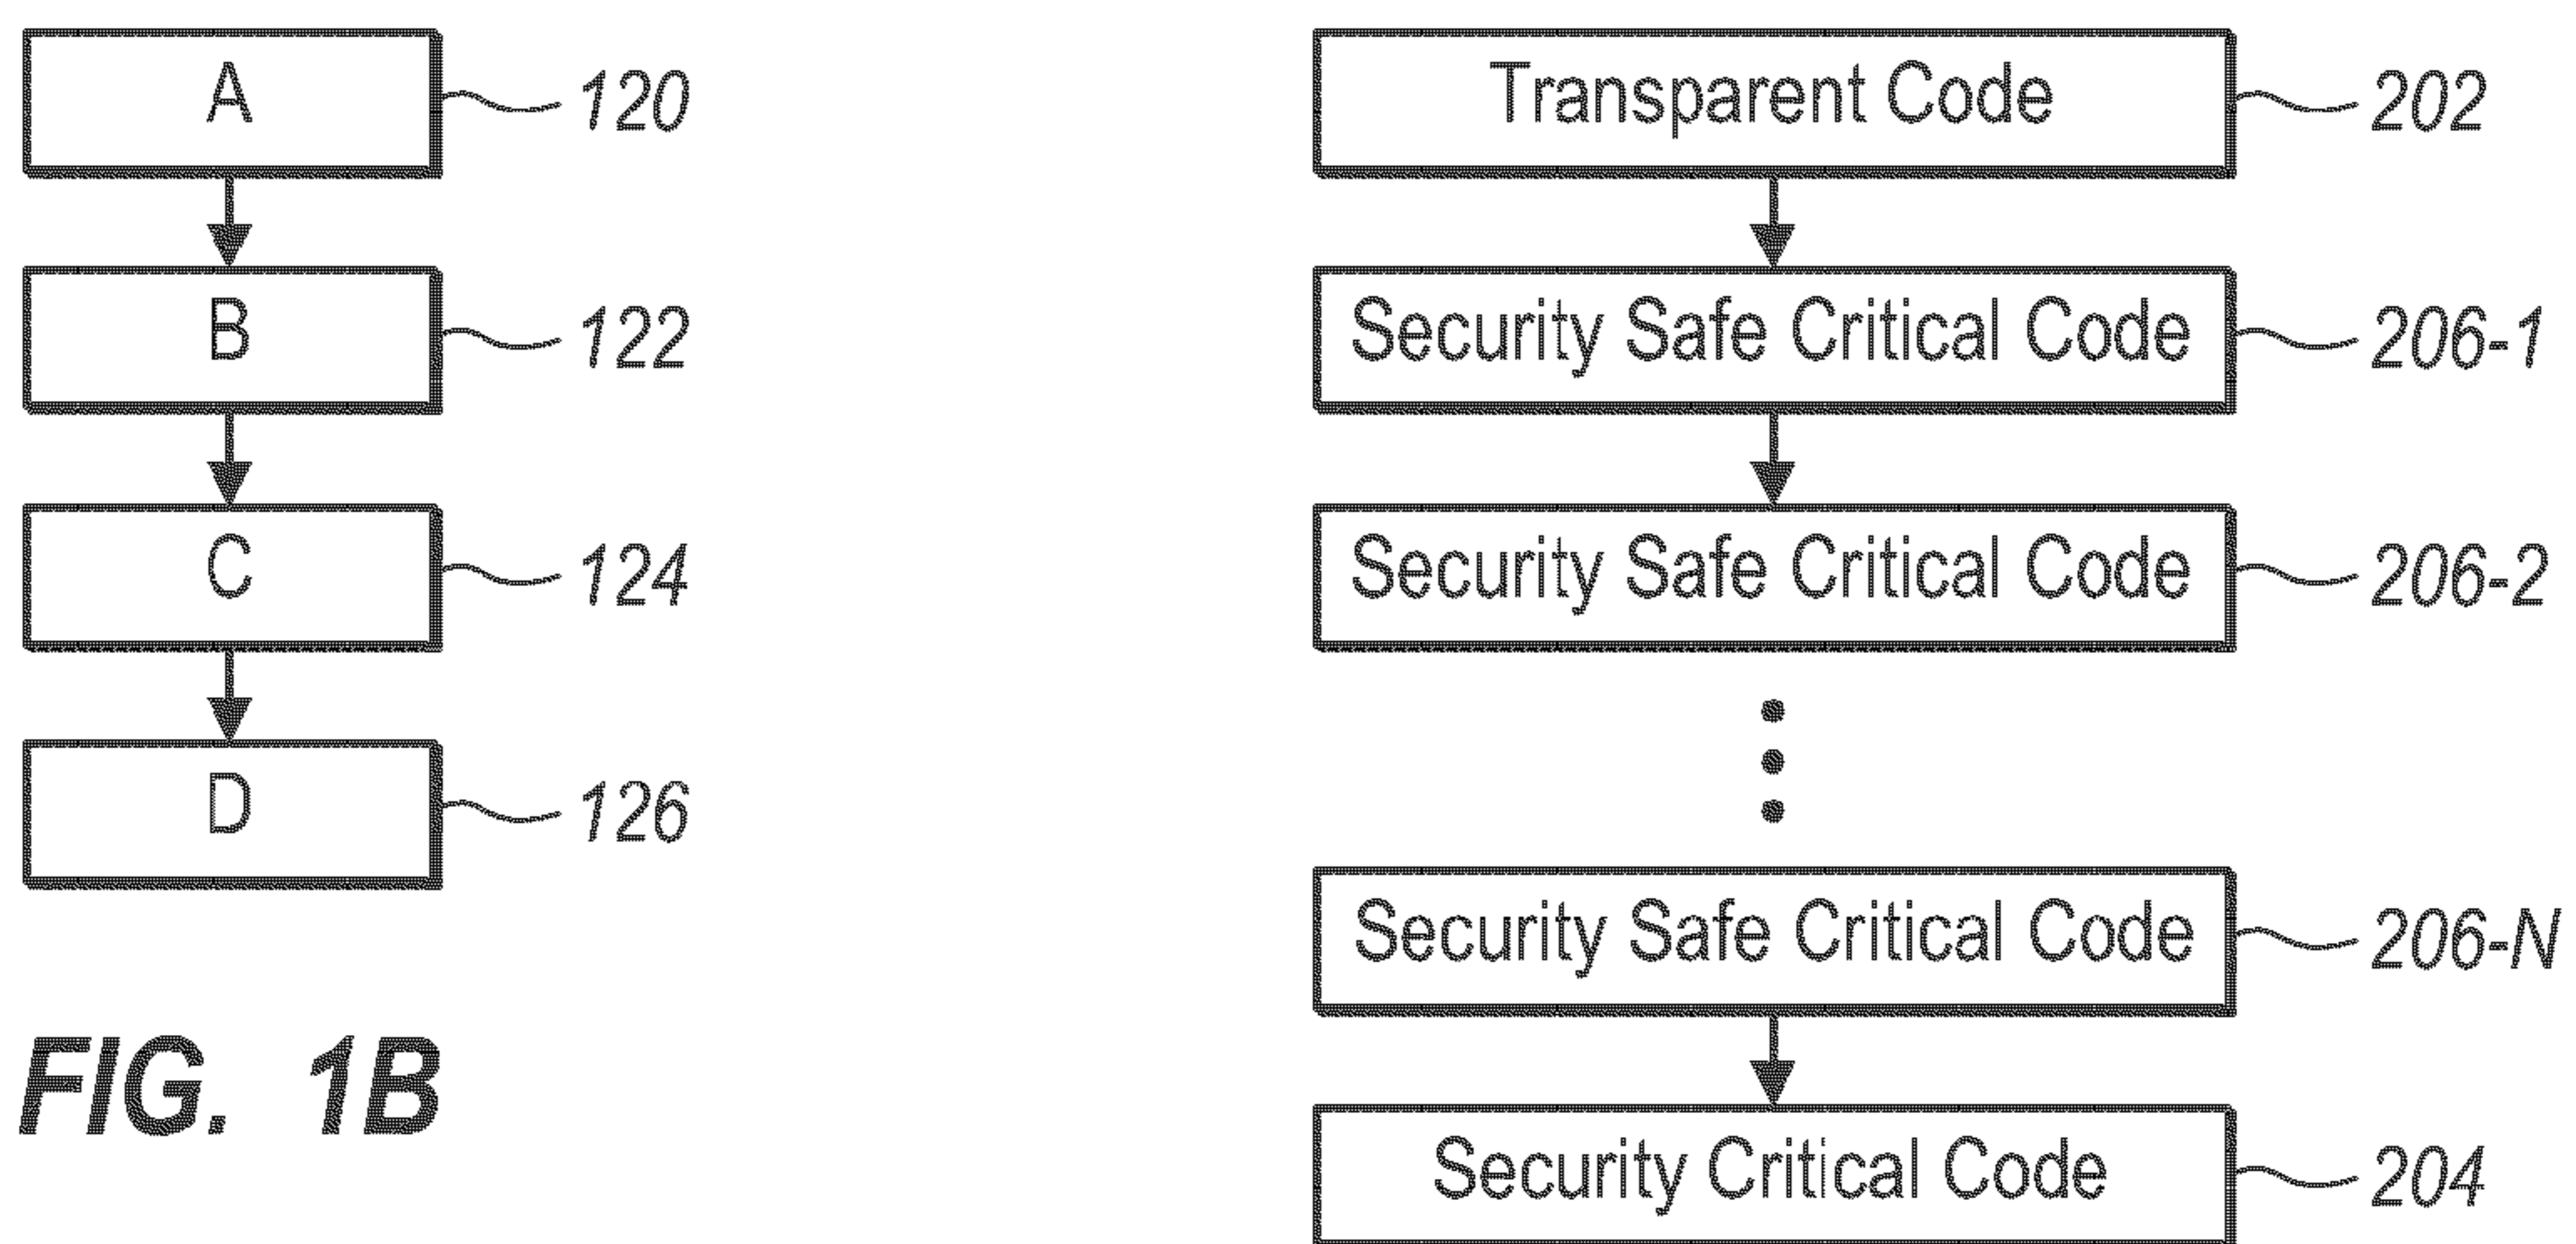 A 120
B 122
C 124
D 126
FIG. 1B
Transparent Code 202
Security Safe Critical Code 206-1
Security Safe Critical Code 206-2
Security Safe Critical Code 206-N
Security Critical Code 204